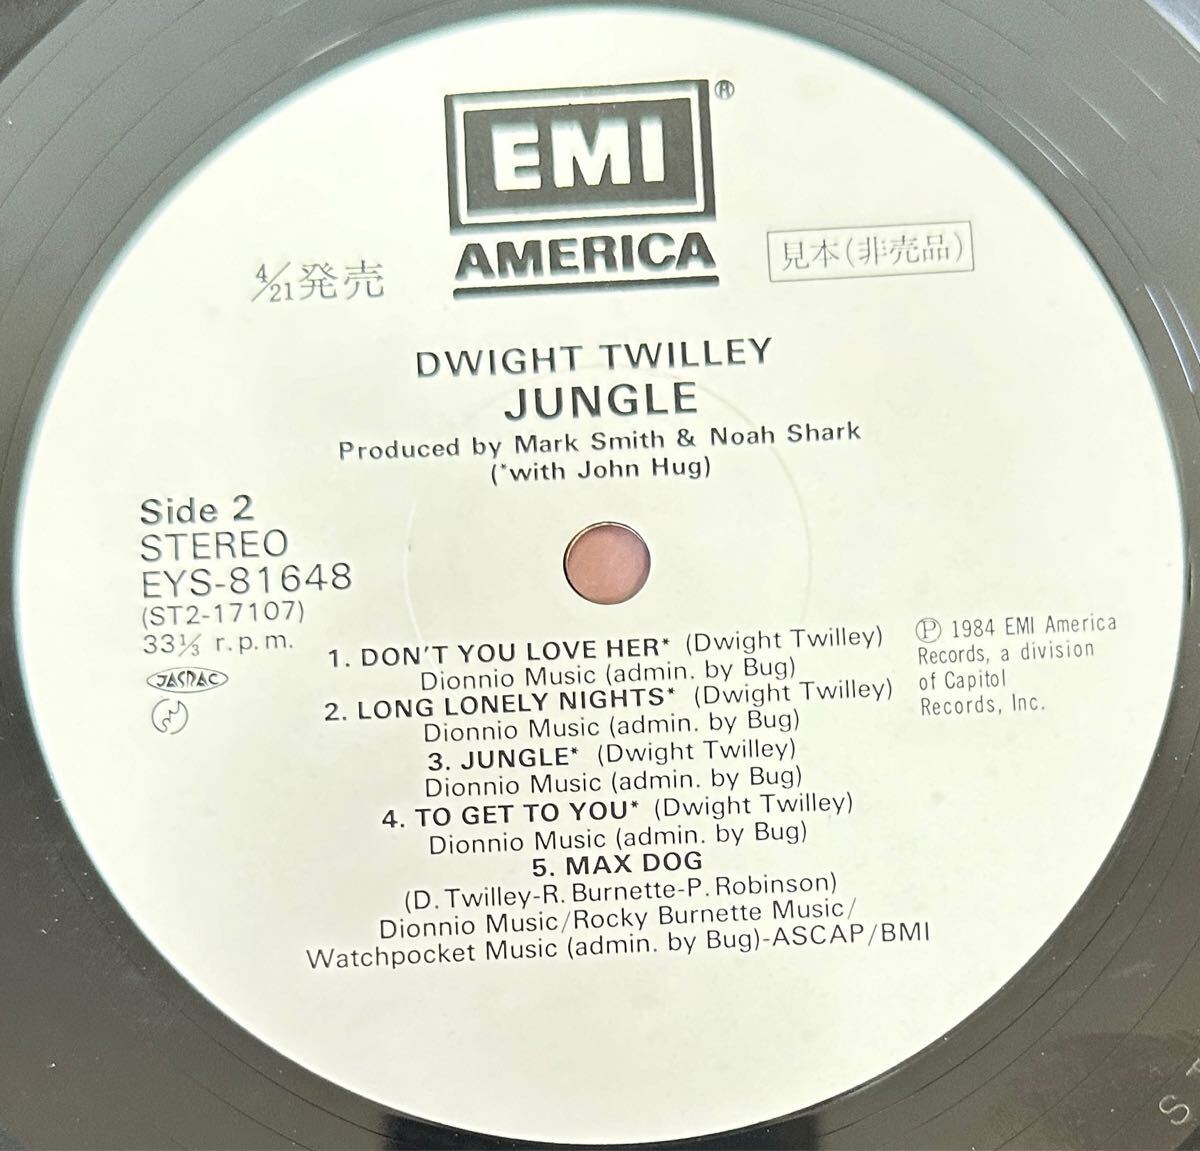 EMI ®
AMERICA
4/21発売
見本(非売品)
DWIGHT TWILLEY
JUNGLE
Produced by Mark Smith & Noah Shark
(*with John Hug)
Side 2
STEREO
EYS-81648
(ST2-17107)
33⅓ r.p.m.
JASRAC
1. DON'T YOU LOVE HER* (Dwight Twilley)
Dionnio Music (admin. by Bug)
2. LONG LONELY NIGHTS* (Dwight Twilley)
Dionnio Music (admin. by Bug)
3. JUNGLE* (Dwight Twilley)
Dionnio Music (admin. by Bug)
4. TO GET TO YOU* (Dwight Twilley)
Dionnio Music (admin. by Bug)
5. MAX DOG
(D. Twilley-R. Burnette-P. Robinson)
Dionnio Music/Rocky Burnette Music/
Watchpocket Music (admin. by Bug)-ASCAP/BMI
℗ 1984 EMI America
Records, a division
of Capitol
Records, Inc.